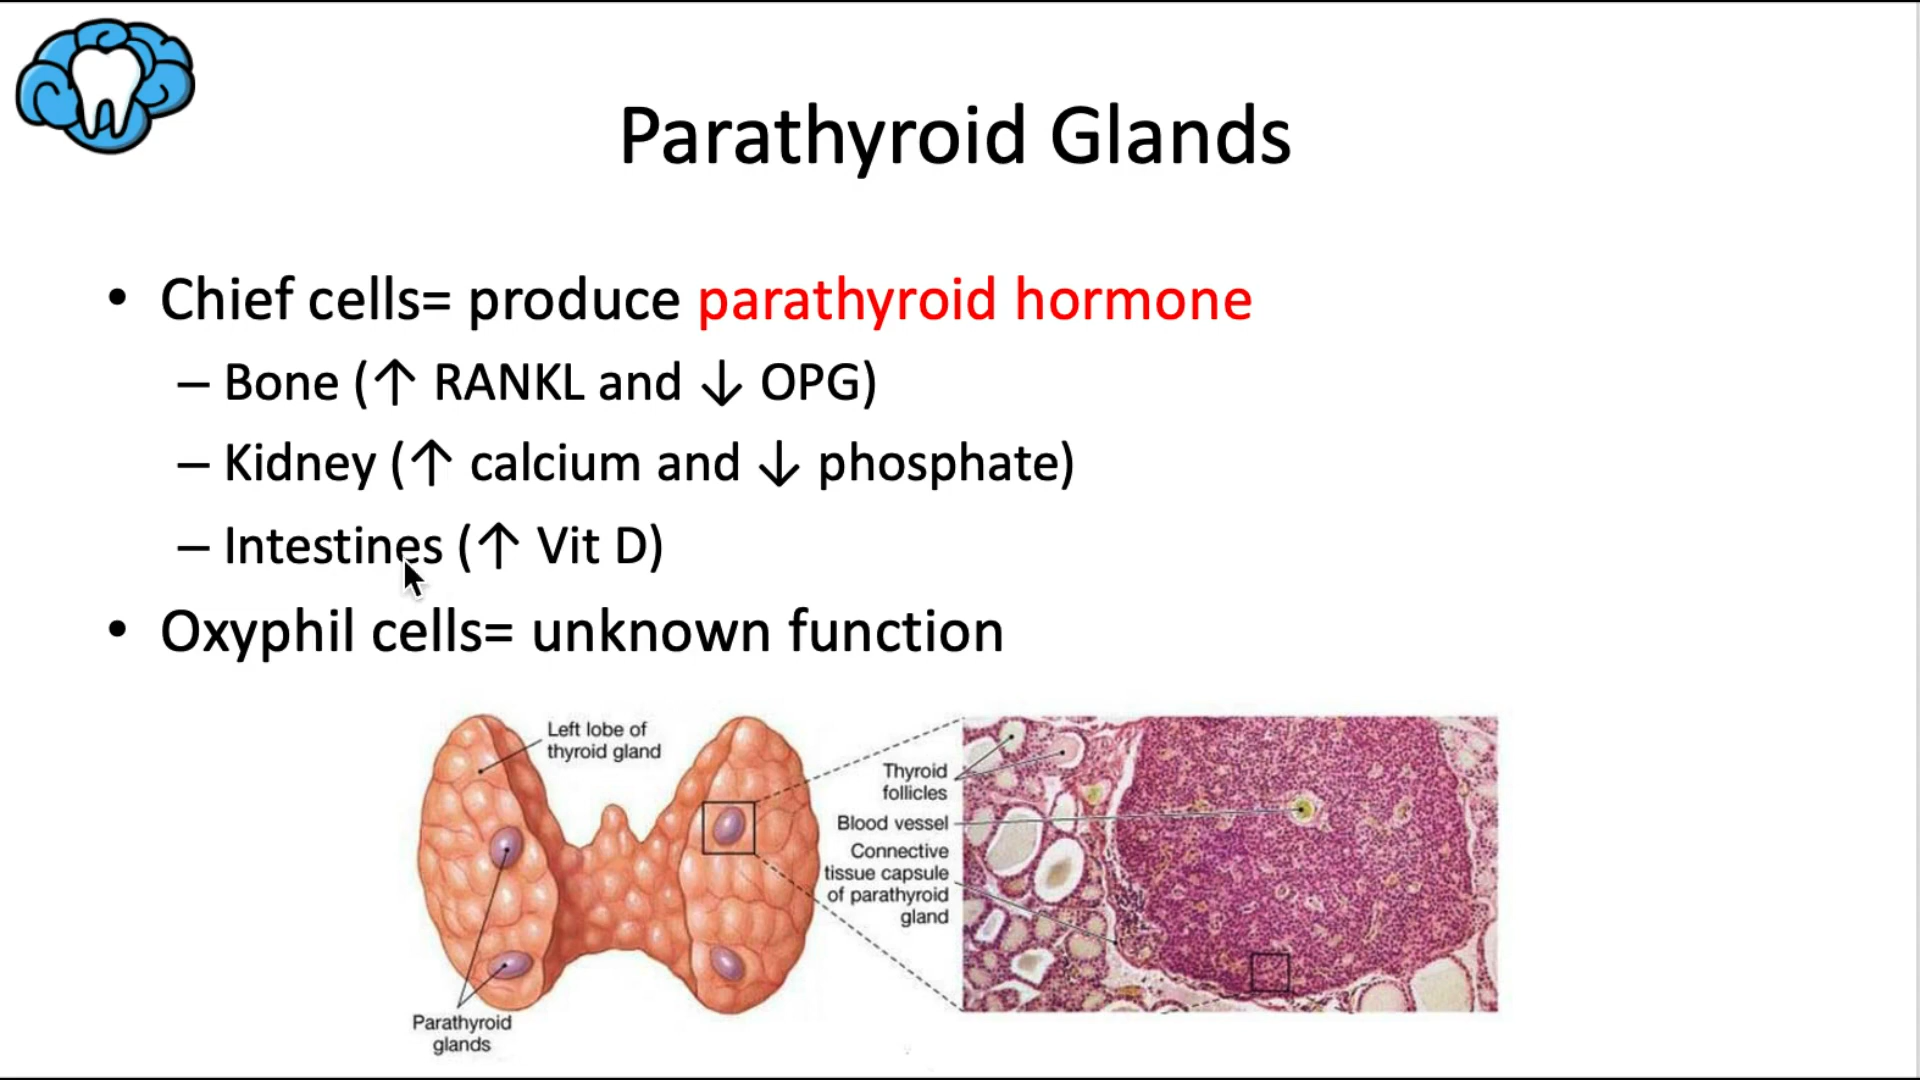 Parathyroid Glands
• Chief cells= produce parathyroid hormone
– Bone (↑ RANKL and ↓ OPG)
– Kidney (↑ calcium and ↓ phosphate)
– Intestines (↑ Vit D)
• Oxyphil cells= unknown function
Left lobe of
thyroid gland
Parathyroid
glands
Thyroid
follicles
Blood vessel
Connective
tissue capsule
of parathyroid
gland